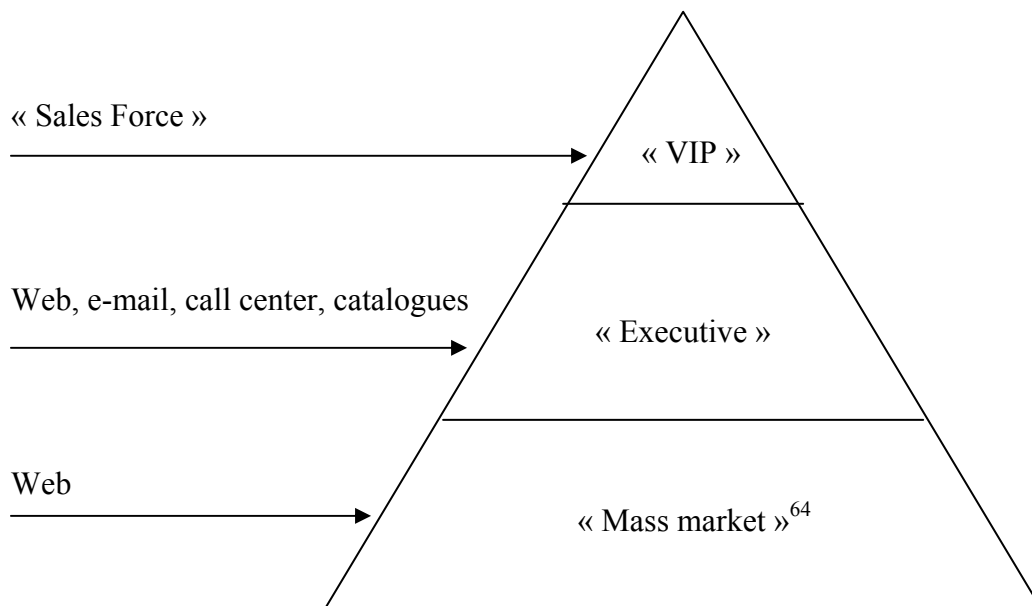 « Sales Force »
« VIP »
Web, e-mail, call center, catalogues
« Executive »
Web
« Mass market »64